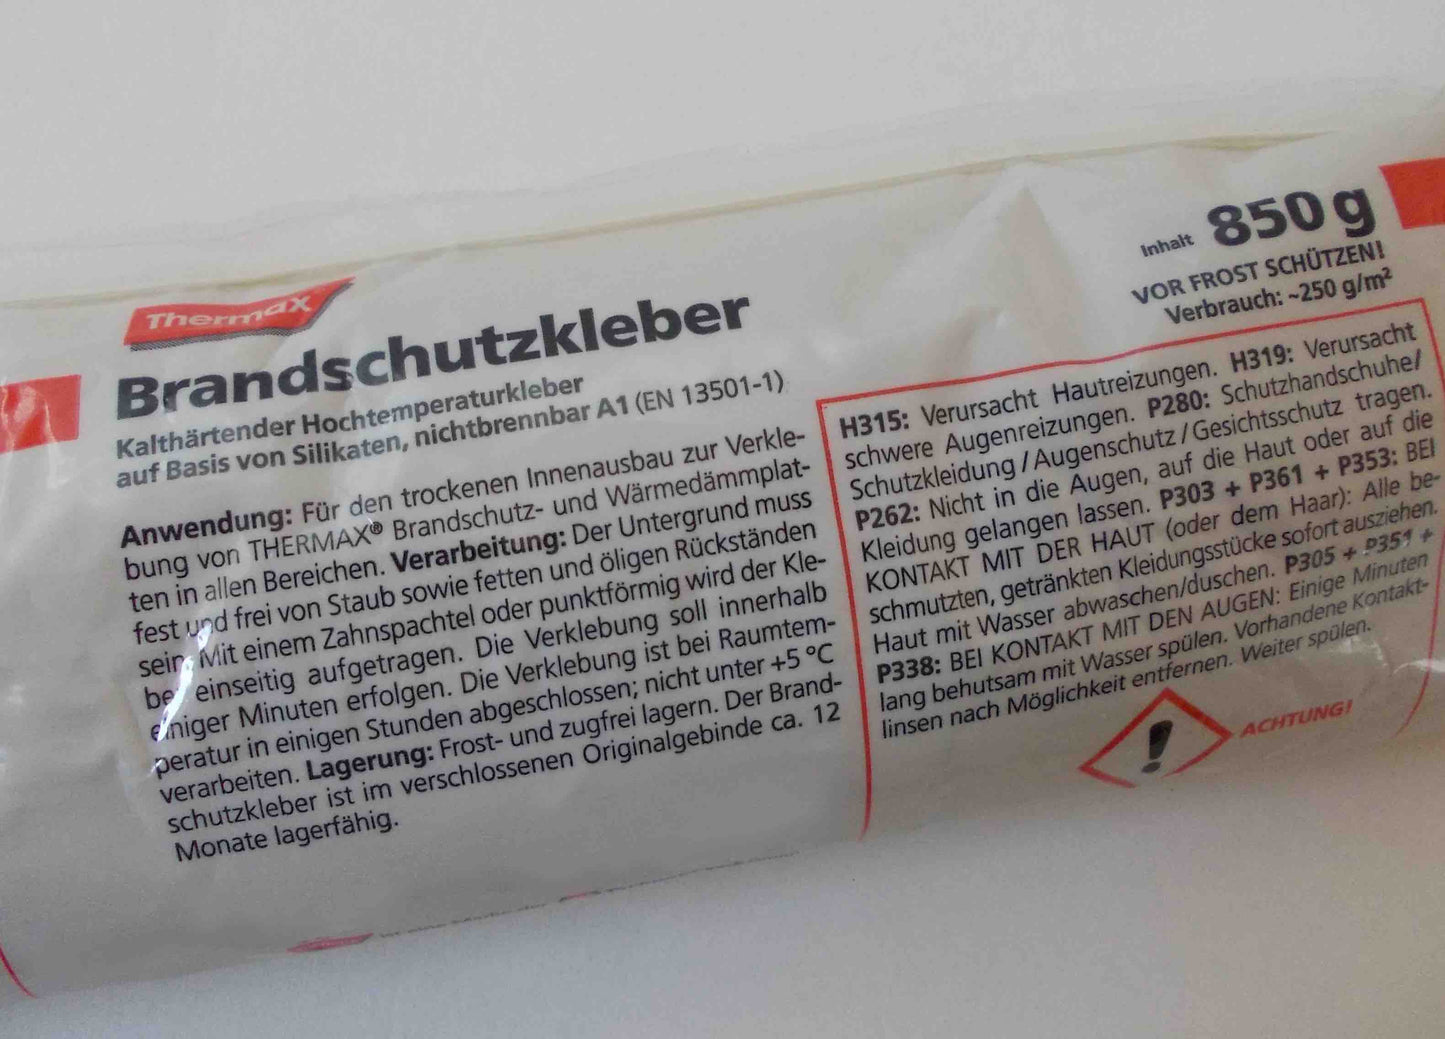 Thermax
Brandschutzkleber
Kalthärtender Hochtemperaturkleber
auf Basis von Silikaten, nichtbrennbar A1 (EN 13501-1)
Anwendung: Für den trockenen Innenausbau zur Verkle-
bung von THERMAX® Brandschutz- und Wärmedämmplat-
ten in allen Bereichen. Verarbeitung: Der Untergrund muss
fest und frei von Staub sowie fetten und öligen Rückständen
sein. Mit einem Zahnspachtel oder punktförmig wird der Kle-
ber einseitig aufgetragen. Die Verklebung soll innerhalb
einiger Minuten erfolgen. Die Verklebung ist bei Raumtem-
peratur in einigen Stunden abgeschlossen; nicht unter +5 °C
verarbeiten. Lagerung: Frost- und zugfrei lagern. Der Brand-
schutzkleber ist im verschlossenen Originalgebinde ca. 12
Monate lagerfähig.
Inhalt 850 g
VOR FROST SCHÜTZEN!
Verbrauch: ~250 g/m²
H315: Verursacht Hautreizungen. H319: Verursacht
schwere Augenreizungen. P280: Schutzhandschuhe/
Schutzkleidung/Augenschutz/Gesichtsschutz tragen.
P262: Nicht in die Augen, auf die Haut oder auf die
Kleidung gelangen lassen. P303 + P361 + P353: BEI
KONTAKT MIT DER HAUT (oder dem Haar): Alle be-
schmutzten, getränkten Kleidungsstücke sofort ausziehen.
Haut mit Wasser abwaschen/duschen. P305 + P351 +
P338: BEI KONTAKT MIT DEN AUGEN: Einige Minuten
lang behutsam mit Wasser spülen. Vorhandene Kontakt-
linsen nach Möglichkeit entfernen. Weiter spülen.
ACHTUNG!